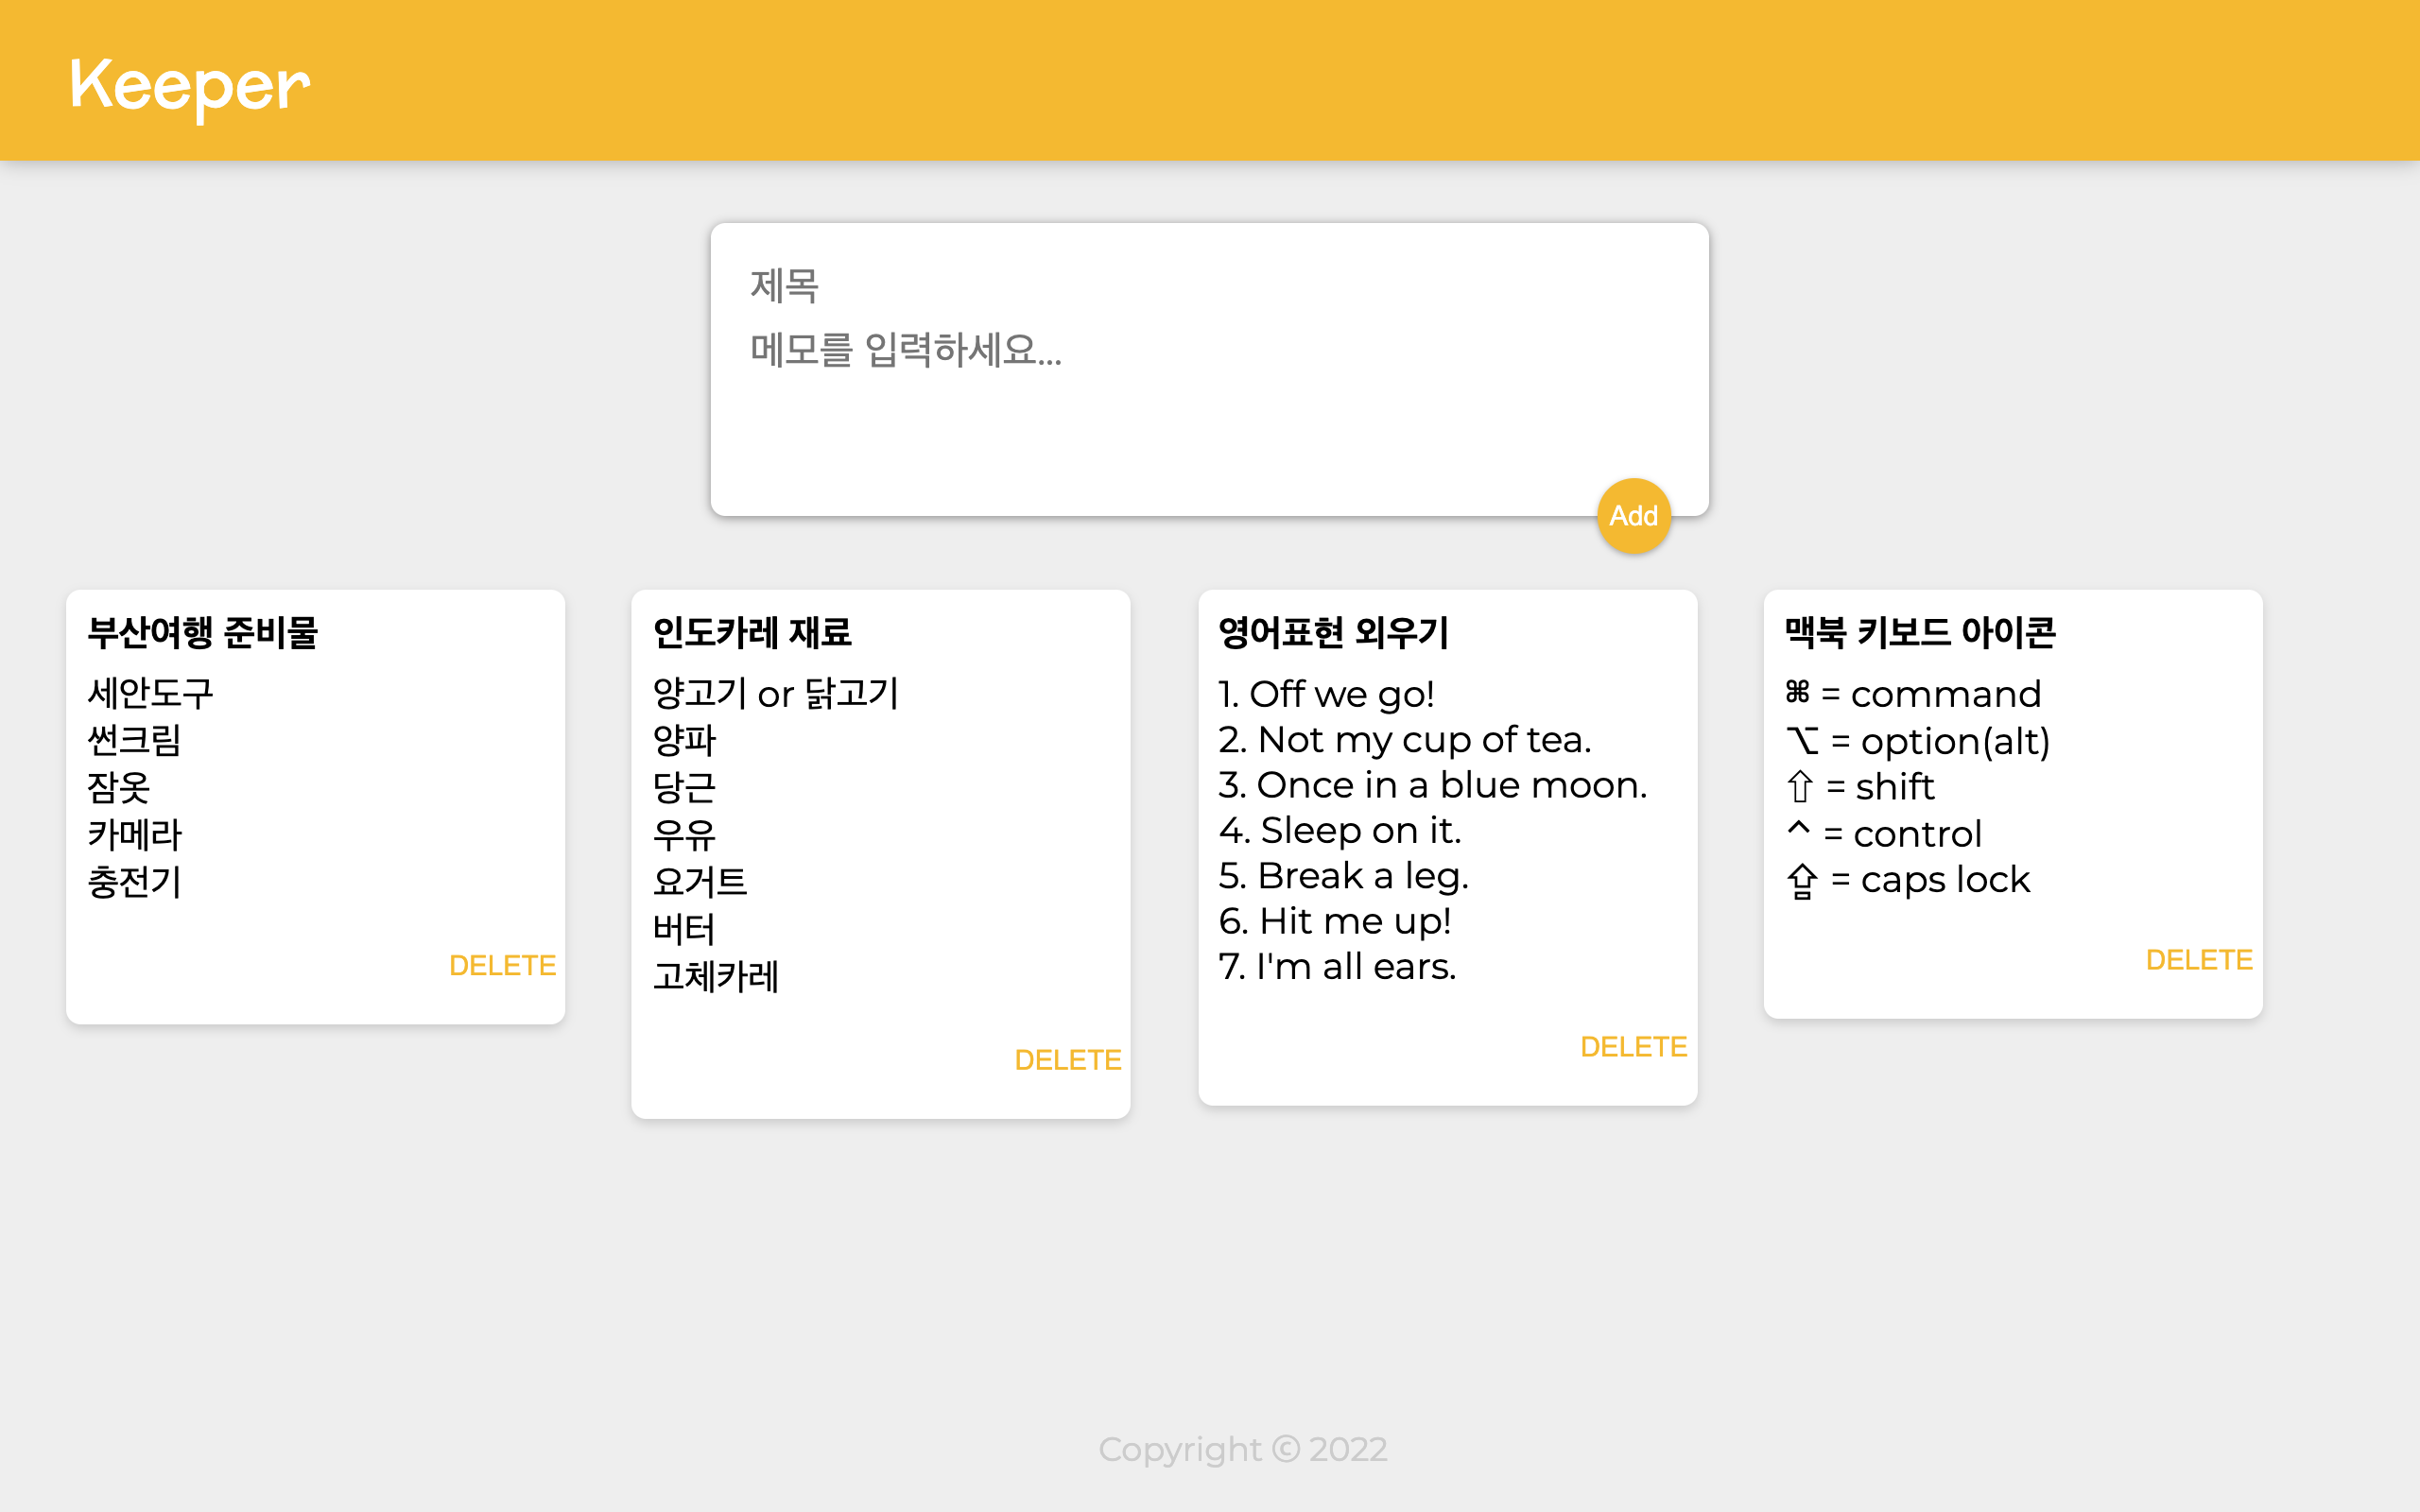 Keeper
제목
메모를 입력하세요...
Add
부산여행 준비물
세안도구
썬크림
잠옷
카메라
충전기
DELETE
인도카레 재료
양고기 or 닭고기
양파
당근
우유
요거트
버터
고체카레
DELETE
영어표현 외우기
1. Off we go!
2. Not my cup of tea.
3. Once in a blue moon.
4. Sleep on it.
5. Break a leg.
6. Hit me up!
7. I'm all ears.
DELETE
맥북 키보드 아이콘
⌘ = command
⌥ = option(alt)
⇧ = shift
⌃ = control
⇪ = caps lock
DELETE
Copyright © 2022